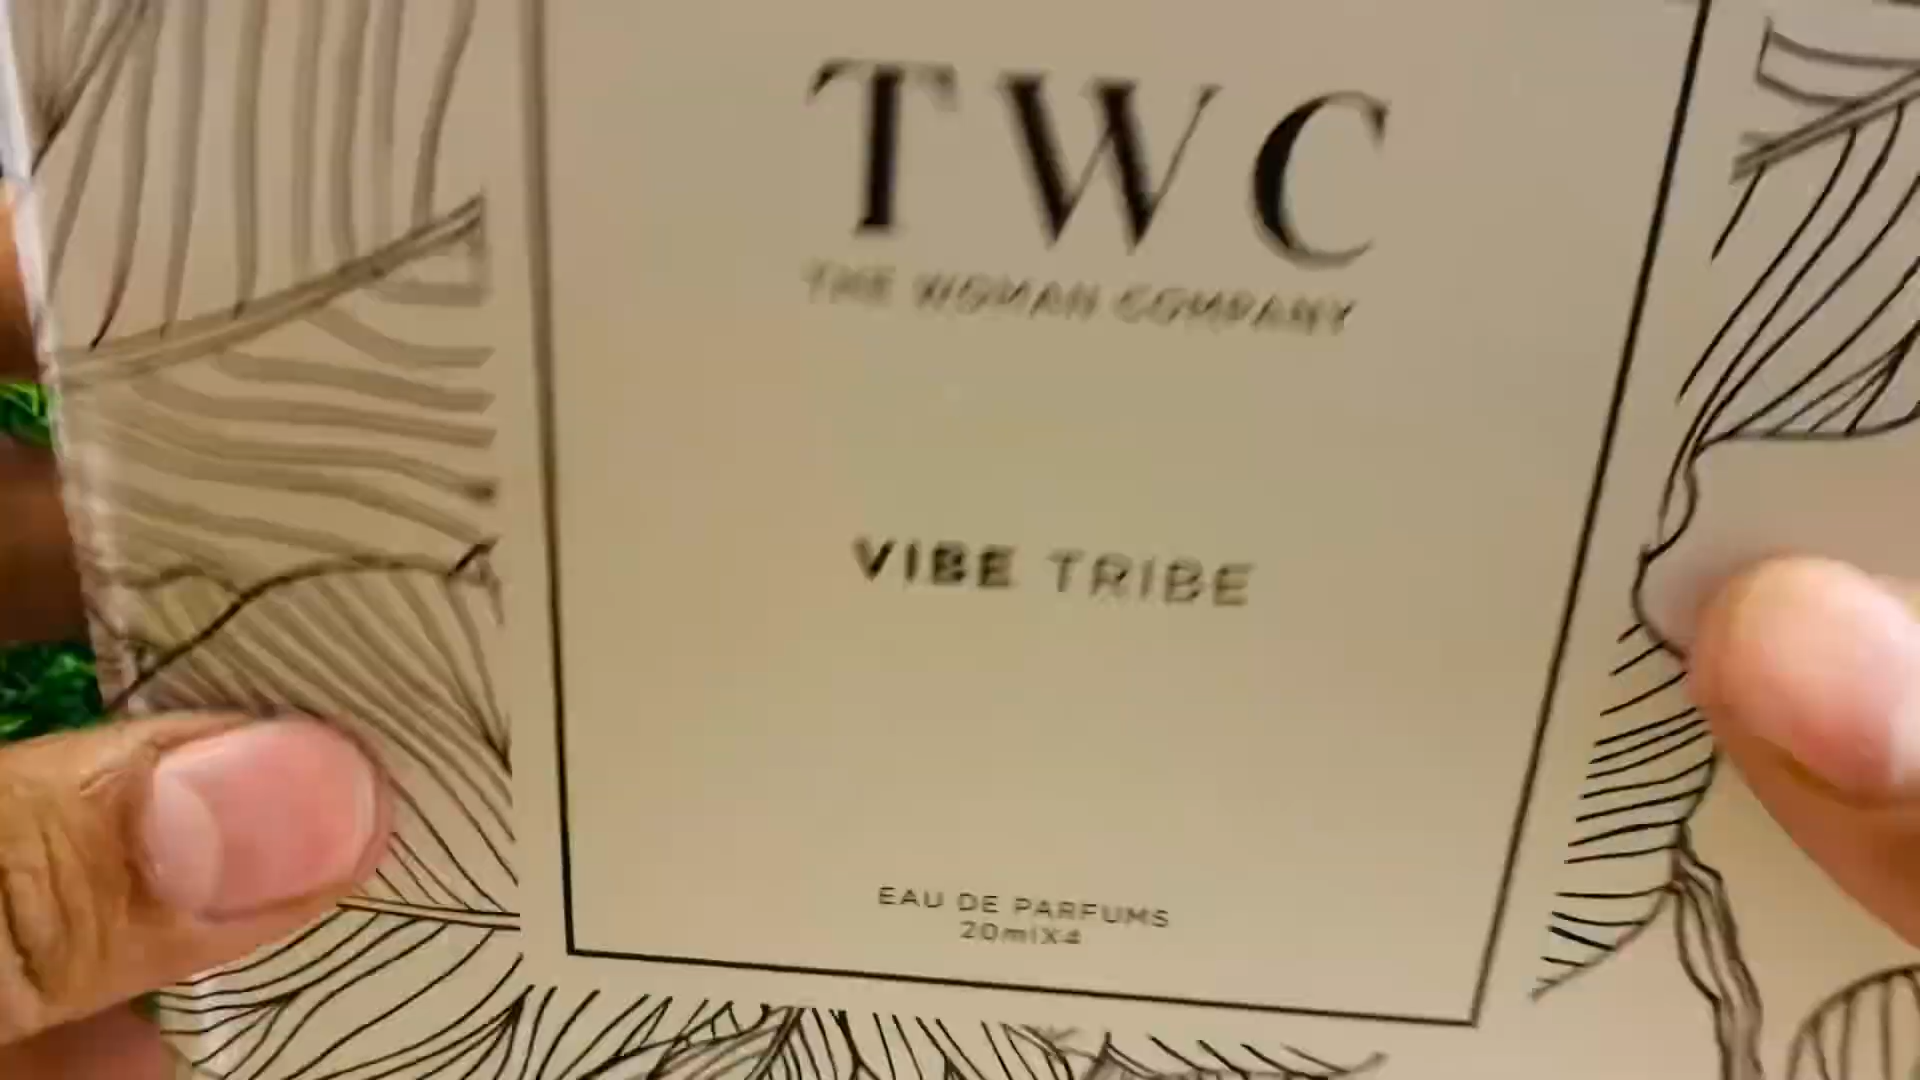 TWC
THE WOMAN COMPANY
VIBE TRIBE
EAU DE PARFUMS
20mlX4